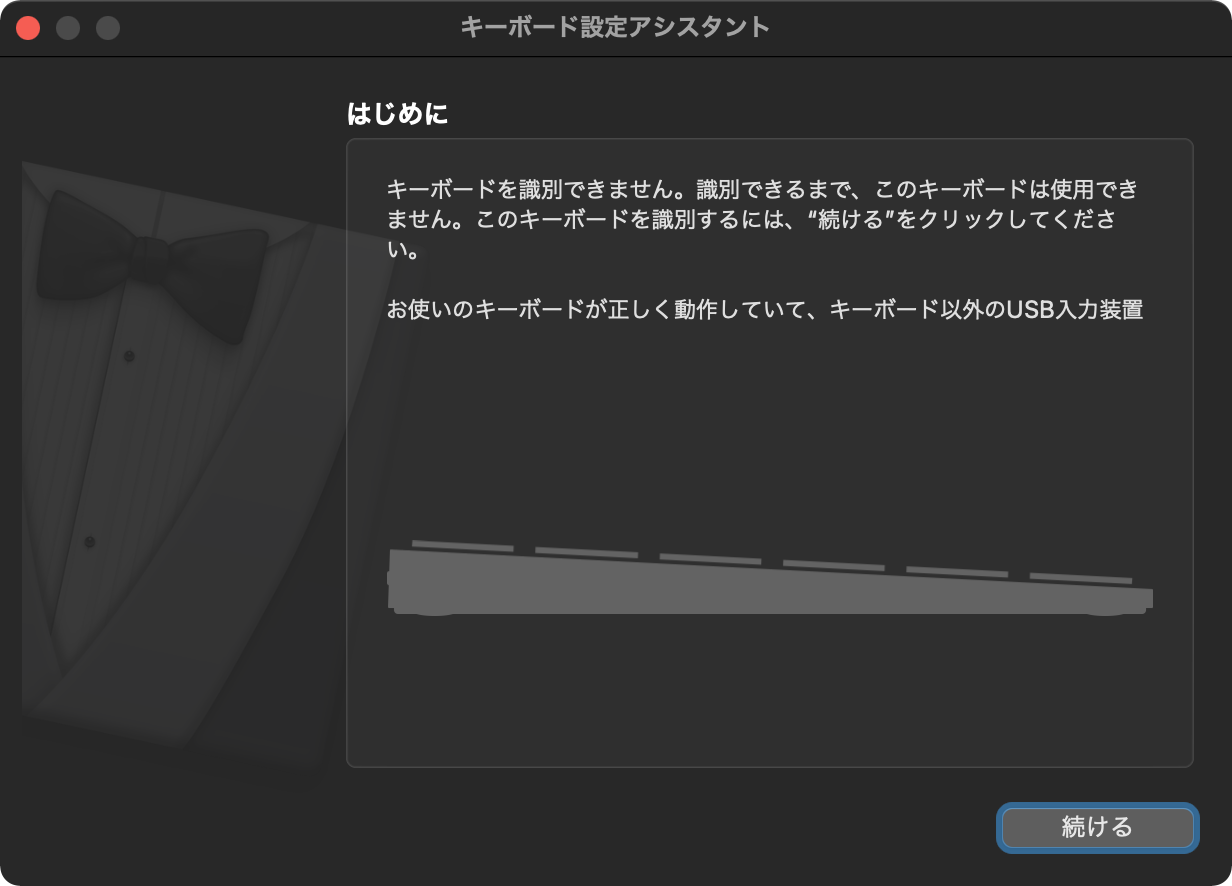 キーボード設定アシスタント
はじめに
キーボードを識別できません。識別できるまで、このキーボードは使用でき
ません。このキーボードを識別するには、“続ける”をクリックしてくださ
い。
お使いのキーボードが正しく動作していて、キーボード以外のUSB入力装置
続ける